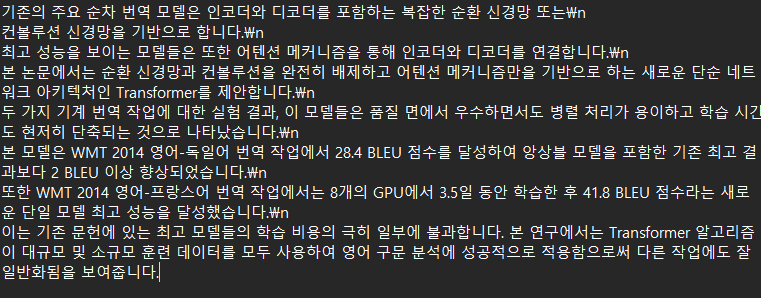 기존의 주요 순차 번역 모델은 인코더와 디코더를 포함하는 복잡한 순환 신경망 또는₩n
컨볼루션 신경망을 기반으로 합니다.₩n
최고 성능을 보이는 모델들은 또한 어텐션 메커니즘을 통해 인코더와 디코더를 연결합니다.₩n
본 논문에서는 순환 신경망과 컨볼루션을 완전히 배제하고 어텐션 메커니즘만을 기반으로 하는 새로운 단순 네트
워크 아키텍처인 Transformer를 제안합니다.₩n
두 가지 기계 번역 작업에 대한 실험 결과, 이 모델들은 품질 면에서 우수하면서도 병렬 처리가 용이하고 학습 시간
도 현저히 단축되는 것으로 나타났습니다.₩n
본 모델은 WMT 2014 영어-독일어 번역 작업에서 28.4 BLEU 점수를 달성하여 앙상블 모델을 포함한 기존 최고 결
과보다 2 BLEU 이상 향상되었습니다.₩n
또한 WMT 2014 영어-프랑스어 번역 작업에서는 8개의 GPU에서 3.5일 동안 학습한 후 41.8 BLEU 점수라는 새로
운 단일 모델 최고 성능을 달성했습니다.₩n
이는 기존 문헌에 있는 최고 모델들의 학습 비용의 극히 일부에 불과합니다. 본 연구에서는 Transformer 알고리즘
이 대규모 및 소규모 훈련 데이터를 모두 사용하여 영어 구문 분석에 성공적으로 적용함으로써 다른 작업에도 잘
일반화됨을 보여줍니다.